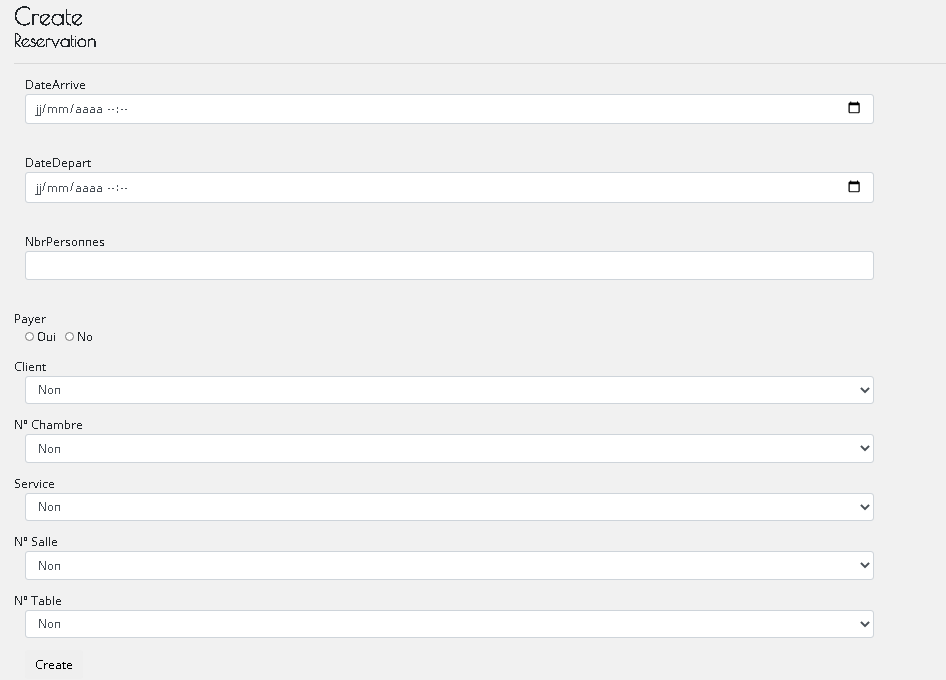 Create
Reservation
DateArrive
jj/mm/aaaa --:--
DateDepart
jj/mm/aaaa --:--
NbrPersonnes
Payer
Oui No
Client
Non
N° Chambre
Non
Service
Non
N° Salle
Non
N° Table
Non
Create